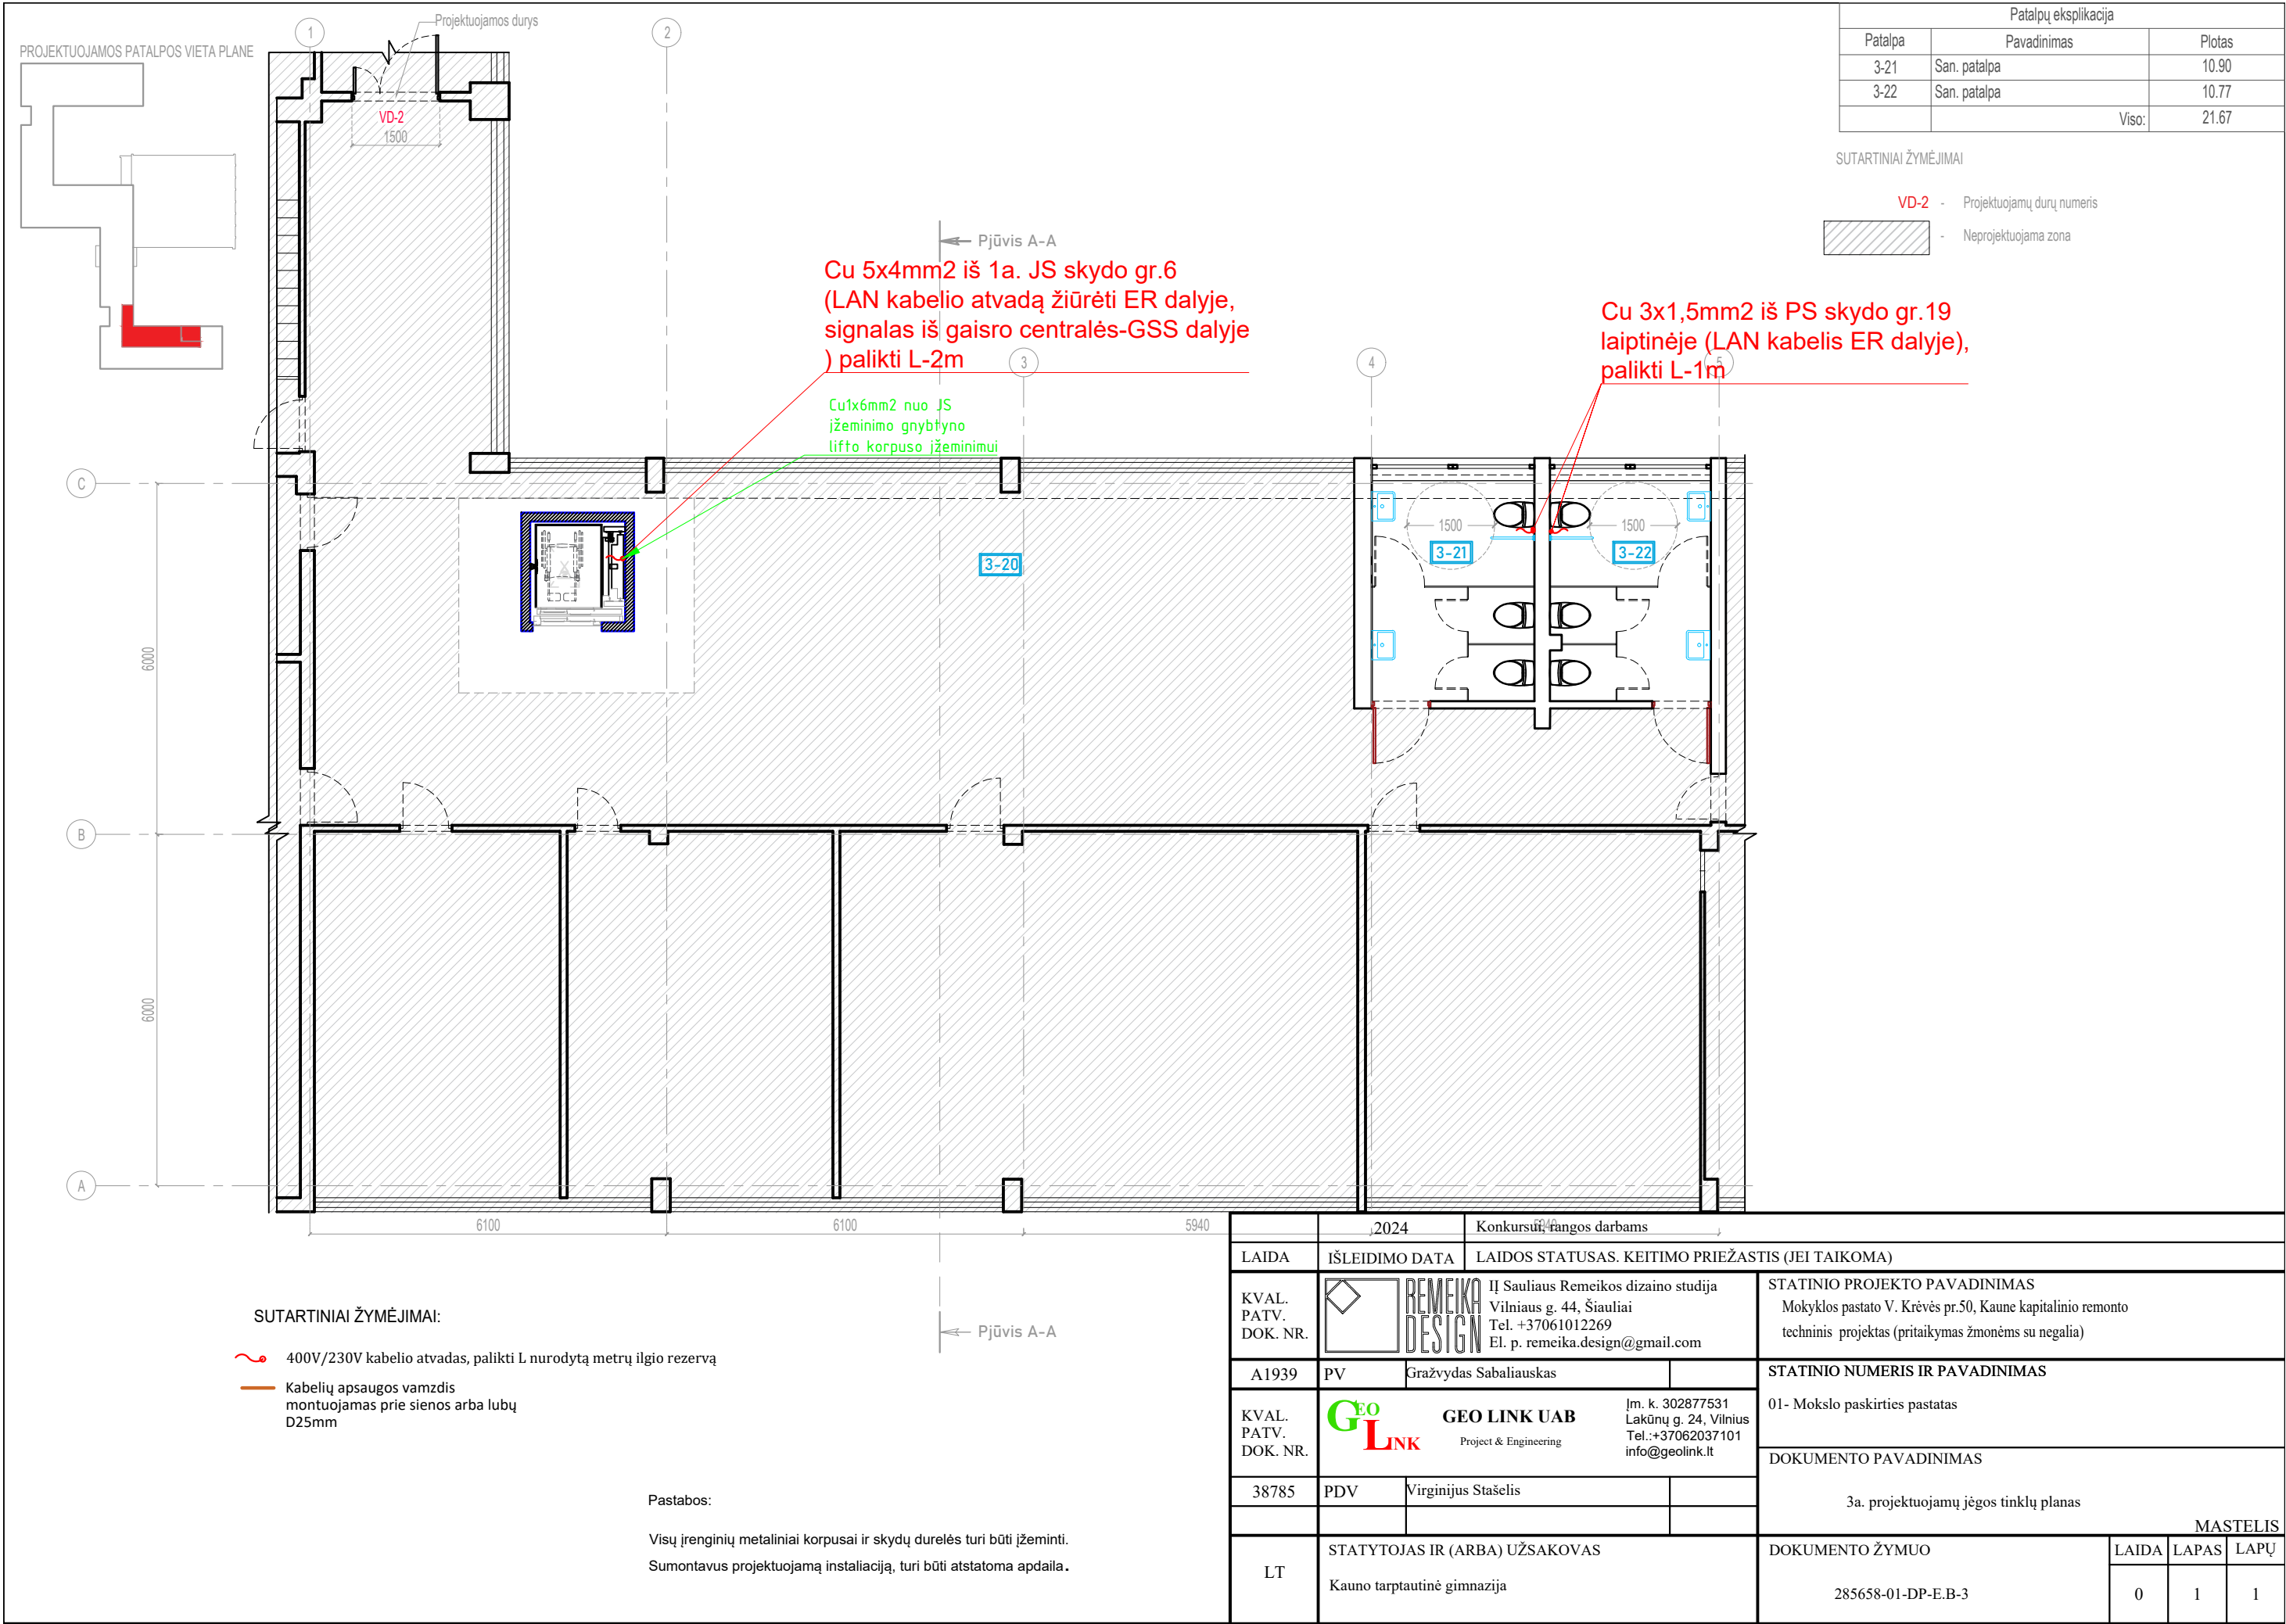 PROJEKTUOJAMOS PATALPOS VIETA PLANE
1
Projektuojamos durys
2
VD-2
1500
Patalpų eksplikacija
Patalpa Pavadinimas Plotas
3-21 San. patalpa 10.90
3-22 San. patalpa 10.77
Viso: 21.67
SUTARTINIAI ŽYMĖJIMAI
VD-2 - Projektuojamų durų numeris
- Neprojektuojama zona
Pjūvis A-A
Cu 5x4mm2 iš 1a. JS skydo gr.6
(LAN kabelio atvadą žiūrėti ER dalyje,
signalas iš gaisro centralės-GSS dalyje
) palikti L-2m
3
4
Cu 3x1,5mm2 iš PS skydo gr.19
laiptinėje (LAN kabelis ER dalyje),
palikti L-1m
5
Cu1x6mm2 nuo JS
įžeminimo gnybtyno
lifto korpuso įžeminimui
C
1500
1500
3-20
3-21
3-22
6000
B
6000
A
6100
6100
5940
5940
Pjūvis A-A
SUTARTINIAI ŽYMĖJIMAI:
400V/230V kabelio atvadas, palikti L nurodytą metrų ilgio rezervą
Kabelių apsaugos vamzdis
montuojamas prie sienos arba lubų
D25mm
Pastabos:
Visų įrenginių metaliniai korpusai ir skydų durelės turi būti įžeminti.
Sumontavus projektuojamą instaliaciją, turi būti atstatoma apdaila.
2024 Konkursui, rangos darbams
LAIDA IŠLEIDIMO DATA LAIDOS STATUSAS. KEITIMO PRIEŽASTIS (JEI TAIKOMA)
KVAL.
PATV.
DOK. NR.
REMEIKA
DESIGN
IĮ Sauliaus Remeikos dizaino studija
Vilniaus g. 44, Šiauliai
Tel. +37061012269
El. p. remeika.design@gmail.com
STATINIO PROJEKTO PAVADINIMAS
Mokyklos pastato V. Krėvės pr.50, Kaune kapitalinio remonto
techninis projektas (pritaikymas žmonėms su negalia)
A1939 PV Gražvydas Sabaliauskas
STATINIO NUMERIS IR PAVADINIMAS
01- Mokslo paskirties pastatas
KVAL.
PATV.
DOK. NR.
GEO
LINK
GEO LINK UAB
Project & Engineering
Įm. k. 302877531
Lakūnų g. 24, Vilnius
Tel.:+37062037101
info@geolink.lt
DOKUMENTO PAVADINIMAS
3a. projektuojamų jėgos tinklų planas
MASTELIS
38785 PDV Virginijus Stašelis
LT
STATYTOJAS IR (ARBA) UŽSAKOVAS
Kauno tarptautinė gimnazija
DOKUMENTO ŽYMUO
285658-01-DP-E.B-3
LAIDA LAPAS LAPŲ
0 1 1